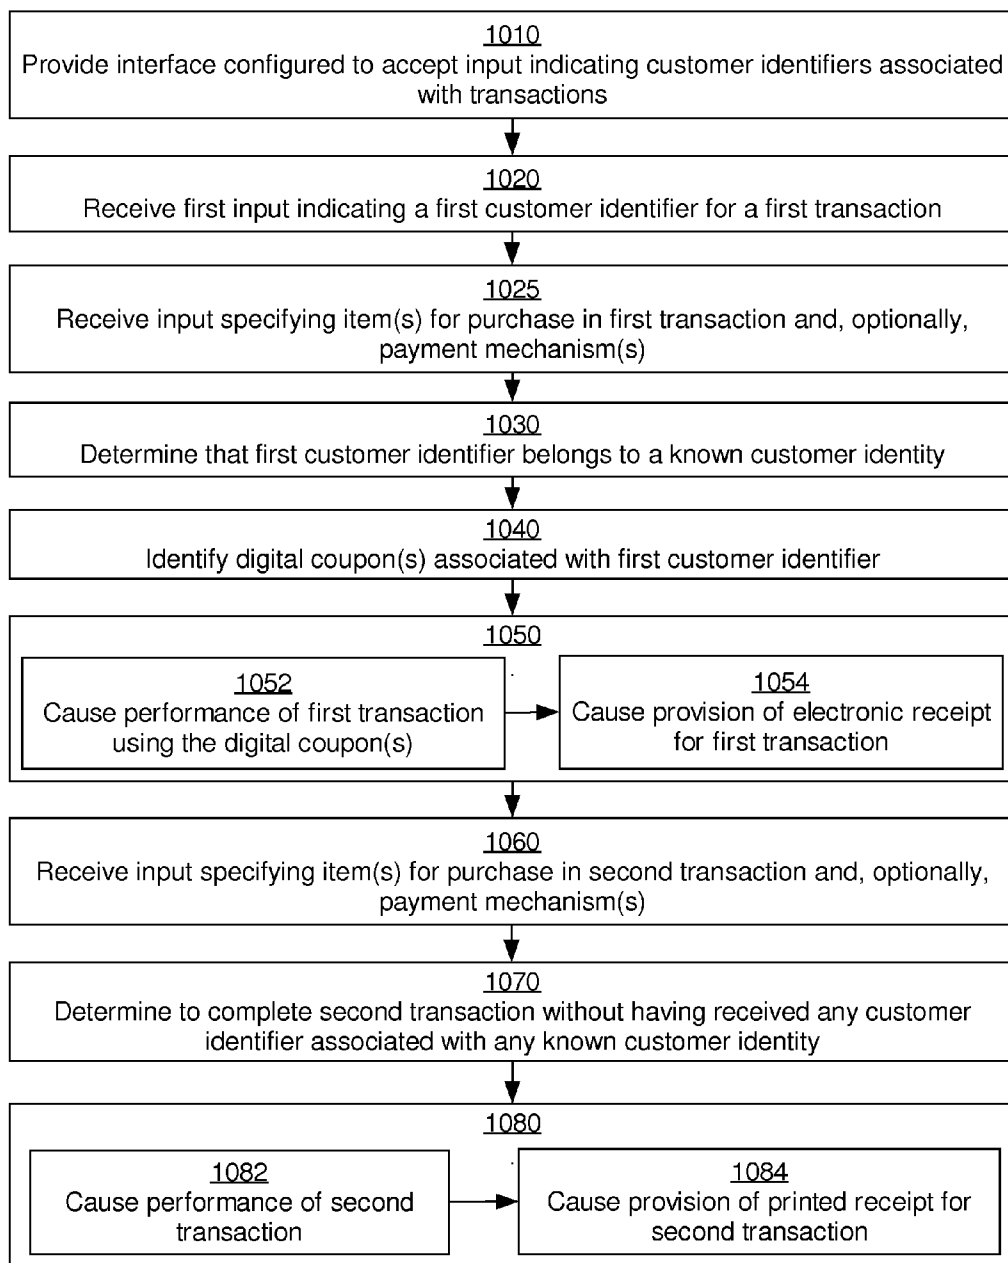 1010
Provide interface configured to accept input indicating customer identifiers associated
with transactions
1020
Receive first input indicating a first customer identifier for a first transaction
1025
Receive input specifying item(s) for purchase in first transaction and, optionally,
payment mechanism(s)
1030
Determine that first customer identifier belongs to a known customer identity
1040
Identify digital coupon(s) associated with first customer identifier
1050
1052
Cause performance of first transaction
using the digital coupon(s)
1054
Cause provision of electronic receipt
for first transaction
1060
Receive input specifying item(s) for purchase in second transaction and, optionally,
payment mechanism(s)
1070
Determine to complete second transaction without having received any customer
identifier associated with any known customer identity
1080
1082
Cause performance of second
transaction
1084
Cause provision of printed receipt for
second transaction